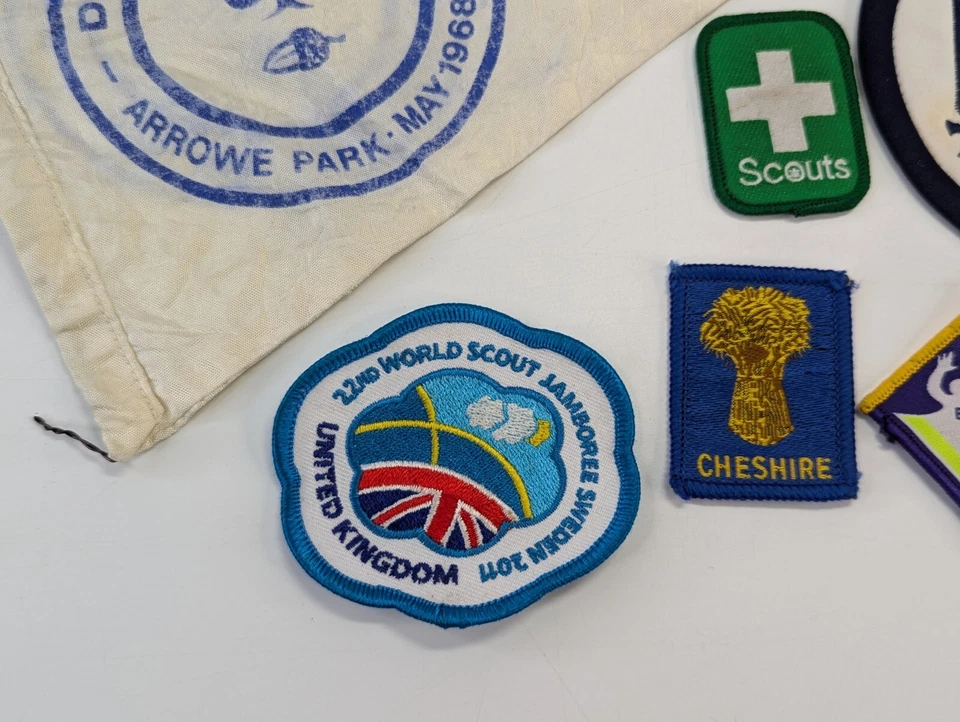 D - ARROWE PARK · MAY 1968
Scouts
22ND WORLD SCOUT JAMBOREE SWEDEN 2011
UNITED KINGDOM
CHESHIRE